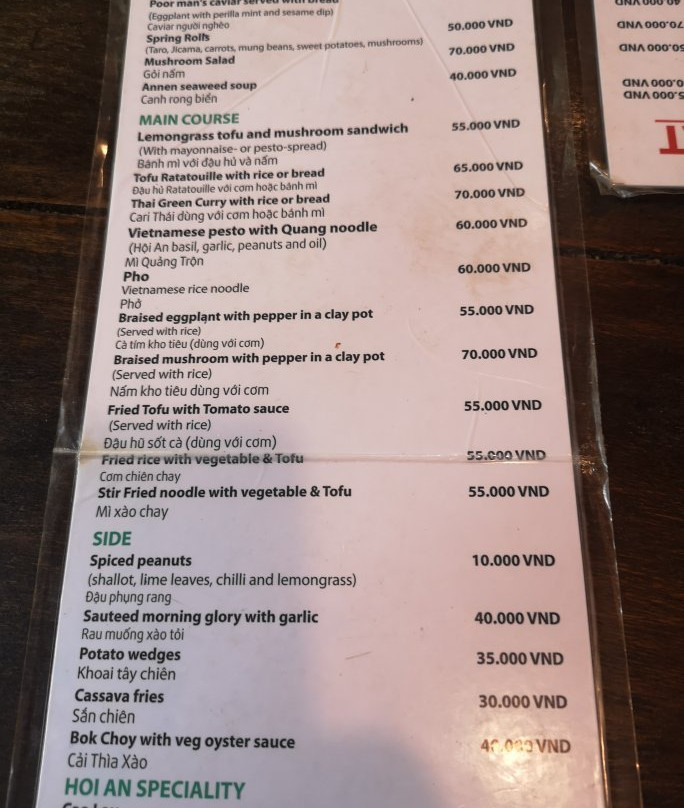 Poor man's caviar served with bread
(Eggplant with perilla mint and sesame dip)
Caviar người nghèo
Spring Rolls 50.000 VND
(Taro, Jicama, carrots, mung beans, sweet potatoes, mushrooms)
Mushroom Salad 70.000 VND
Gỏi nấm
Annen seaweed soup 40.000 VND
Canh rong biển
MAIN COURSE
Lemongrass tofu and mushroom sandwich 55.000 VND
(With mayonnaise- or pesto-spread)
Bánh mì với đậu hủ và nấm
Tofu Ratatouille with rice or bread 65.000 VND
Đậu hủ Ratatouille với cơm hoặc bánh mì
Thai Green Curry with rice or bread 70.000 VND
Cari Thái dùng với cơm hoặc bánh mì
Vietnamese pesto with Quang noodle 60.000 VND
(Hội An basil, garlic, peanuts and oil)
Mì Quảng Trộn
Pho 60.000 VND
Vietnamese rice noodle
Phở
Braised eggplant with pepper in a clay pot 55.000 VND
(Served with rice)
Cà tím kho tiêu (dùng với cơm)
Braised mushroom with pepper in a clay pot 70.000 VND
(Served with rice)
Nấm kho tiêu dùng với cơm
Fried Tofu with Tomato sauce 55.000 VND
(Served with rice)
Đậu hũ sốt cà (dùng với cơm)
Fried rice with vegetable & Tofu 55.000 VND
Cơm chiên chay
Stir Fried noodle with vegetable & Tofu 55.000 VND
Mì xào chay
SIDE
Spiced peanuts 10.000 VND
(shallot, lime leaves, chilli and lemongrass)
Đậu phụng rang
Sauteed morning glory with garlic 40.000 VND
Rau muống xào tỏi
Potato wedges 35.000 VND
Khoai tây chiên
Cassava fries 30.000 VND
Sắn chiên
Bok Choy with veg oyster sauce 40.000 VND
Cải Thìa Xào
HOI AN SPECIALITY